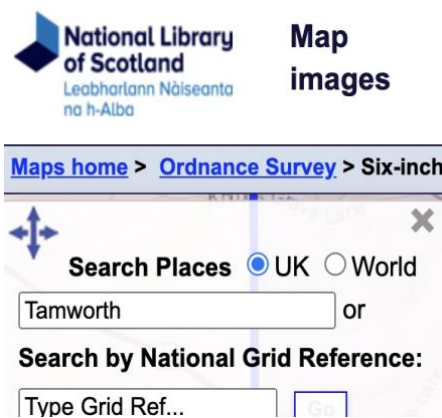 National Library
of Scotland
Leabharlann Nàiseanta
na h-Alba
Map
images
Maps home > Ordnance Survey > Six-inch
Search Places UK World
Tamworth or
Search by National Grid Reference:
Type Grid Ref... Go